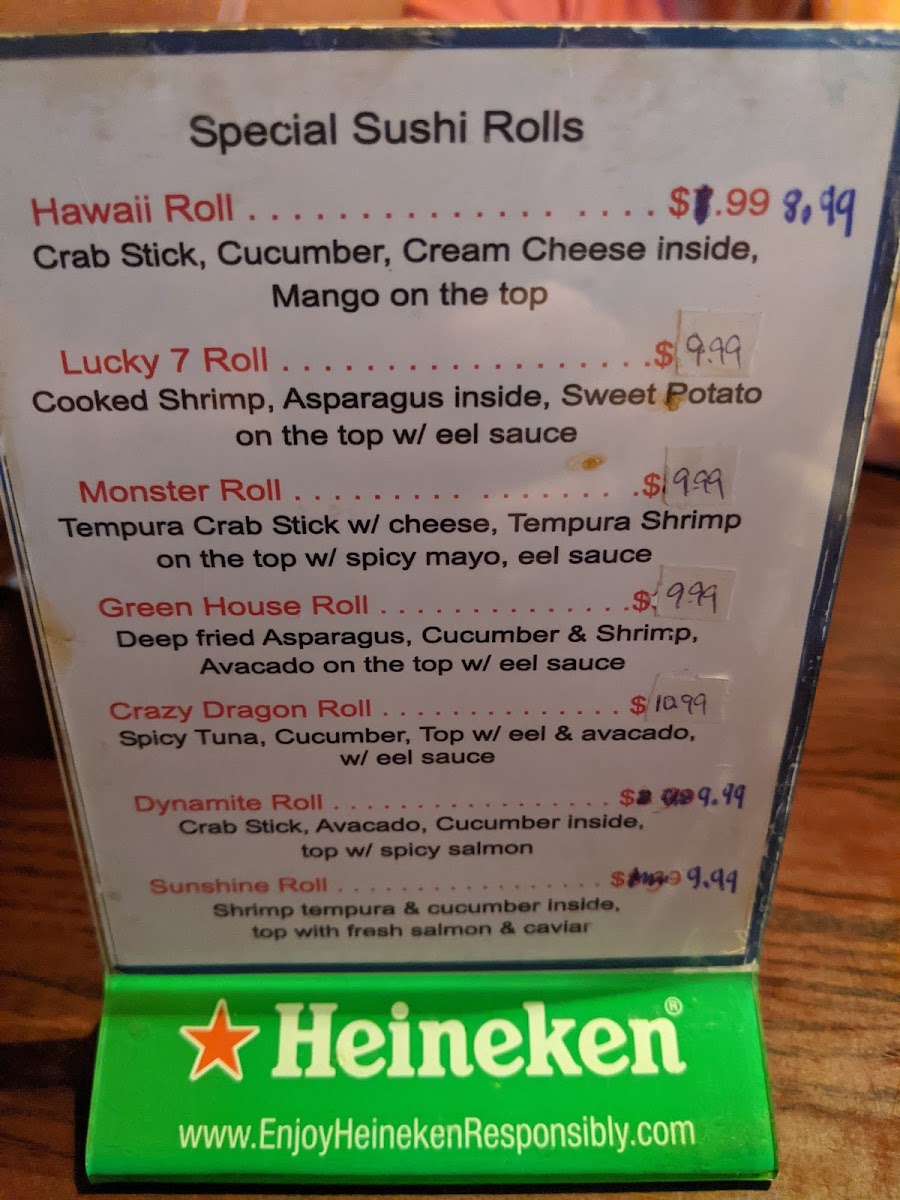 Special Sushi Rolls
Hawaii Roll . . . . . . . . . . . . . . . . . . $ .99 8.99
Crab Stick, Cucumber, Cream Cheese inside,
Mango on the top
Lucky 7 Roll . . . . . . . . . . . . . . . . . . . $ 9.99
Cooked Shrimp, Asparagus inside, Sweet Potato
on the top w/ eel sauce
Monster Roll . . . . . . . . . . . . . . . . . . $ 9.99
Tempura Crab Stick w/ cheese, Tempura Shrimp
on the top w/ spicy mayo, eel sauce
Green House Roll . . . . . . . . . . . . . . $ 9.99
Deep fried Asparagus, Cucumber & Shrimp,
Avacado on the top w/ eel sauce
Crazy Dragon Roll . . . . . . . . . . . . . . $ 10.99
Spicy Tuna, Cucumber, Top w/ eel & avacado,
w/ eel sauce
Dynamite Roll . . . . . . . . . . . . . . . . . . $ 9.99
Crab Stick, Avacado, Cucumber inside,
top w/ spicy salmon
Sunshine Roll . . . . . . . . . . . . . . . . . . $ 9.99
Shrimp tempura & cucumber inside,
top with fresh salmon & caviar
Heineken®
www.EnjoyHeinekenResponsibly.com